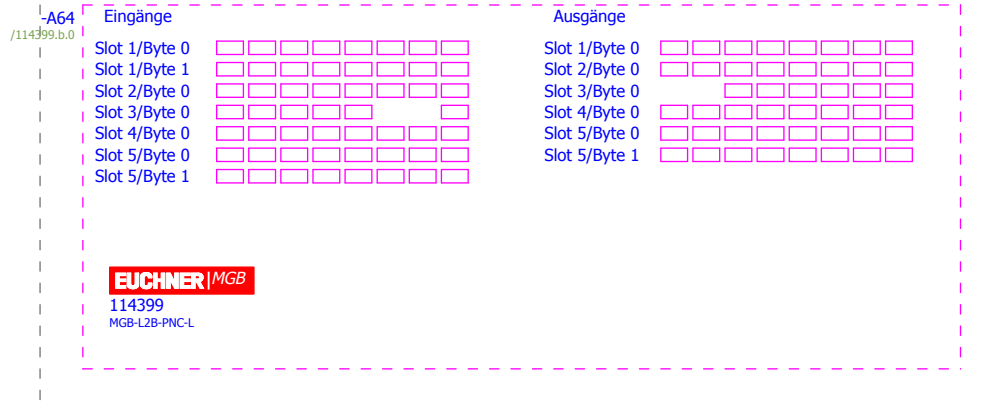 -A64
/114399.b.0
Eingänge
Slot 1/Byte 0
Slot 1/Byte 1
Slot 2/Byte 0
Slot 3/Byte 0
Slot 4/Byte 0
Slot 5/Byte 0
Slot 5/Byte 1
Ausgänge
Slot 1/Byte 0
Slot 2/Byte 0
Slot 3/Byte 0
Slot 4/Byte 0
Slot 5/Byte 0
Slot 5/Byte 1
EUCHNER|MGB
114399
MGB-L2B-PNC-L